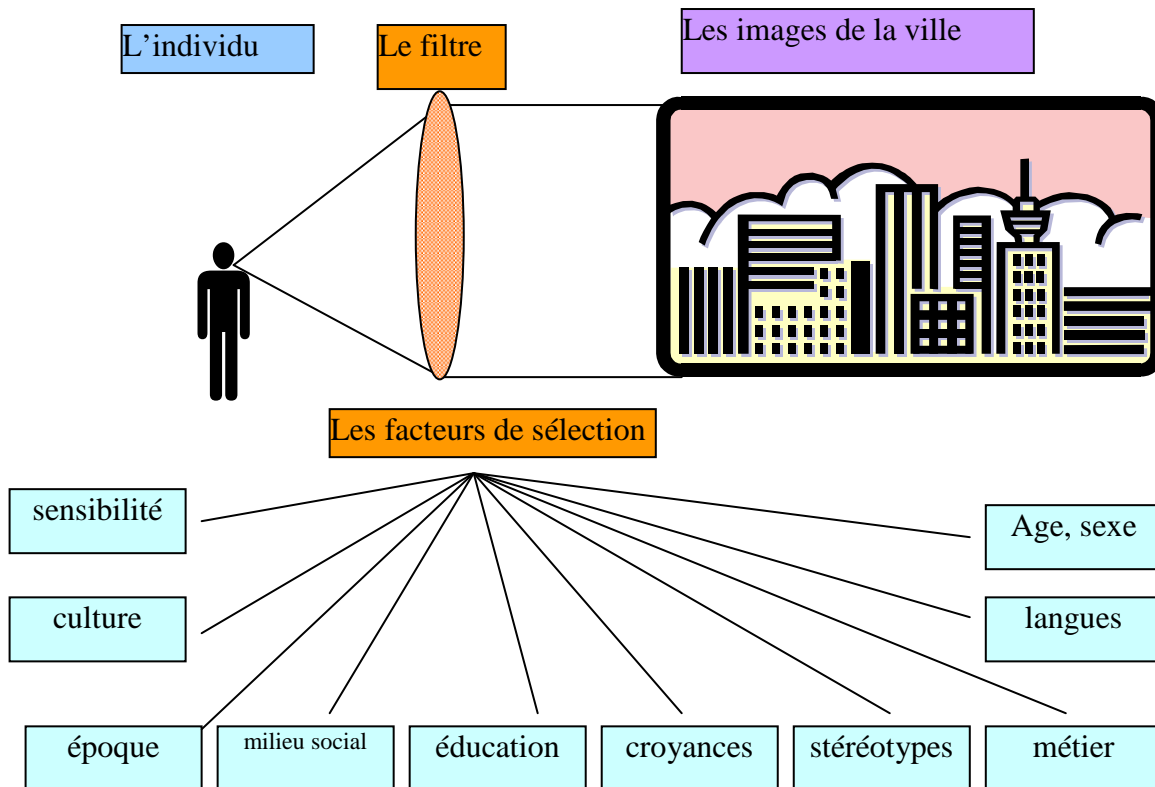 L'individu
Le filtre
Les images de la ville
Les facteurs de sélection
sensibilité
Age, sexe
culture
langues
époque
milieu social
éducation
croyances
stéréotypes
métier